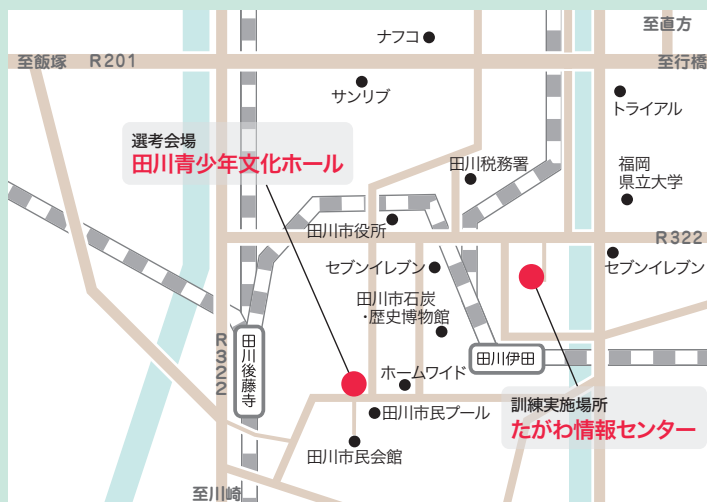 至直方
ナフコ
至飯塚 R201
至行橋
サンリブ
トライアル
選考会場
田川青少年文化ホール
田川税務署
福岡
県立大学
田川市役所
R322
セブンイレブン
セブンイレブン
田川市石炭
・歴史博物館
R322
田川後藤寺
田川伊田
ホームワイド
訓練実施場所
たがわ情報センター
田川市民プール
田川市民会館
至川崎